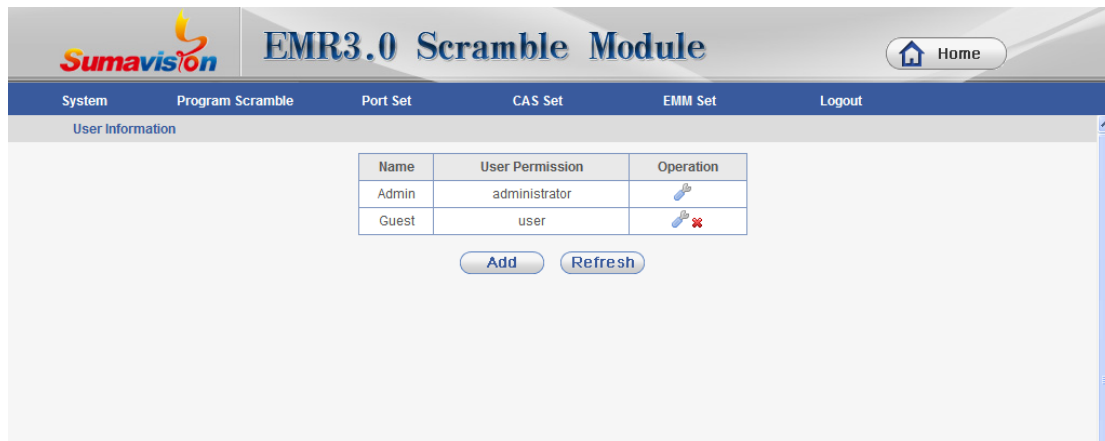 Sumavision
EMR3.0 Scramble Module
Home
System Program Scramble Port Set CAS Set EMM Set Logout
User Information
Name User Permission Operation
Admin administrator
Guest user
Add Refresh